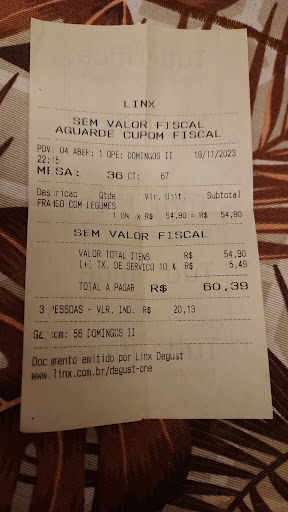 LINX
SEM VALOR FISCAL
AGUARDE CUPOM FISCAL
PDV: 04 ABER: 1 OPE: DOMINGOS II 19/11/2023
22:15
MESA: 36 CT: 67
Descricao Qtde Vlr. Unit. Subtotal
FRANGO COM LEGUMES
1 UN x R$ 54,90 = R$ 54,90
SEM VALOR FISCAL
VALOR TOTAL ITENS R$ 54,90
(+) TX. DE SERVICO 10 % R$ 5,49
TOTAL A PAGAR R$ 60,39
3 PESSOAS - VLR. IND. R$ 20,13
Garcom: 56 DOMINGOS II
Documento emitido por Linx Degust
www.linx.com.br/degust-one